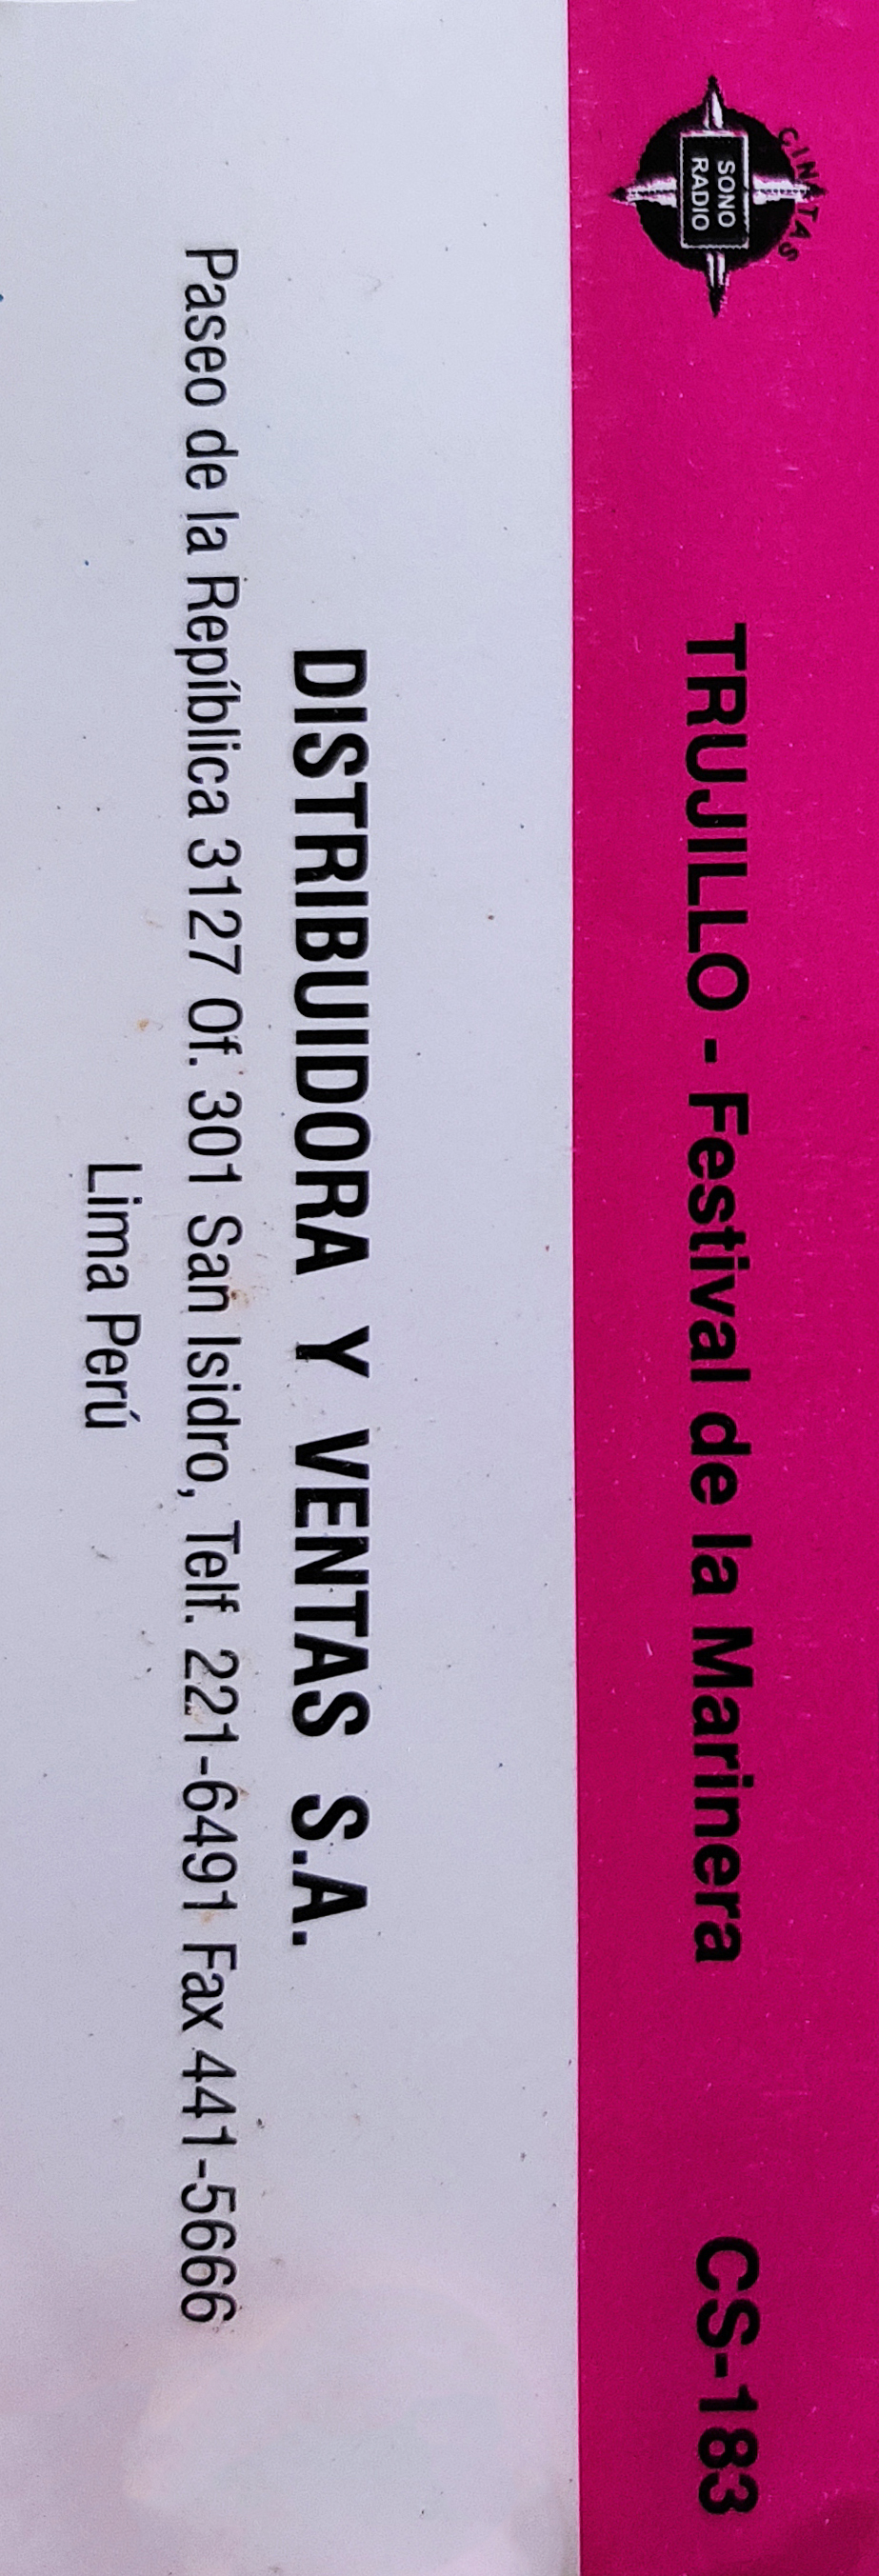 CINTAS
SONO
RADIO
TRUJILLO - Festival de la Marinera
CS-183
DISTRIBUIDORA Y VENTAS S.A.
Paseo de la Repíblica 3127 Of. 301 San Isidro, Telf. 221-6491 Fax 441-5666
Lima Perú